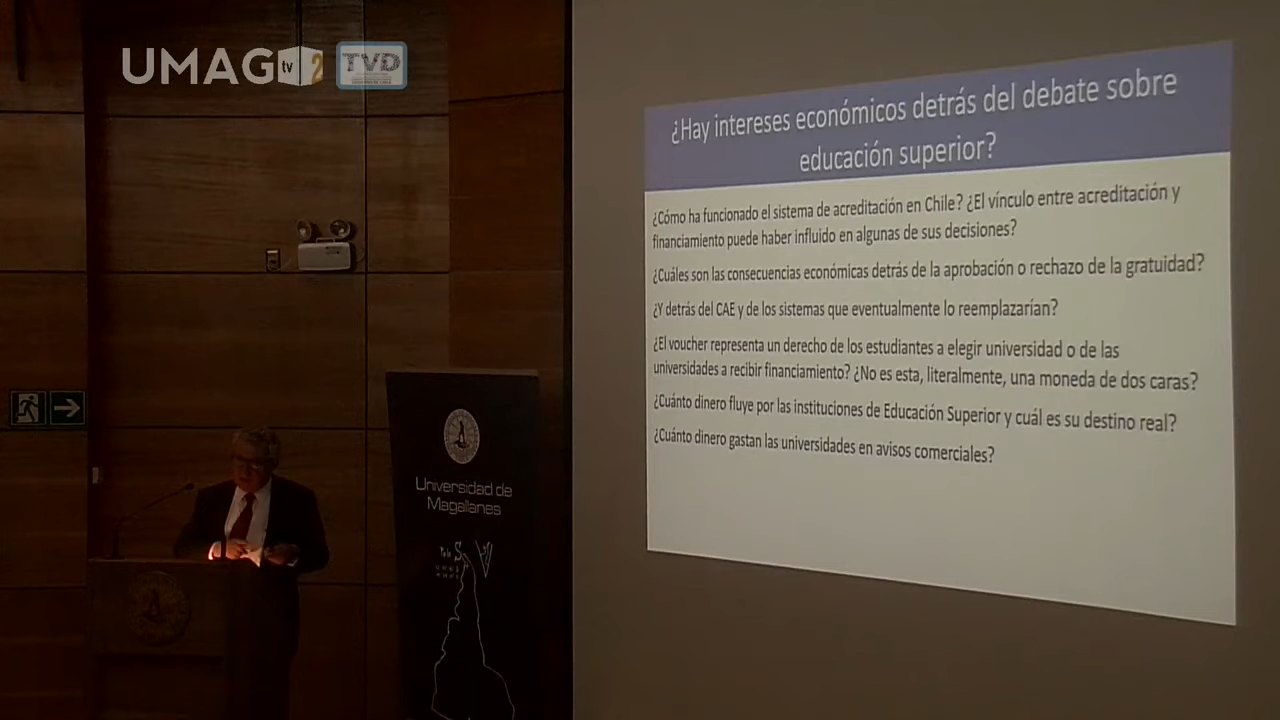 UMAG tv 2 TVD
¿Hay intereses económicos detrás del debate sobre
educación superior?
¿Cómo ha funcionado el sistema de acreditación en Chile? ¿El vínculo entre acreditación y
financiamiento puede haber influido en algunas de sus decisiones?
¿Cuáles son las consecuencias económicas detrás de la aprobación o rechazo de la gratuidad?
¿Y detrás del CAE y de los sistemas que eventualmente lo reemplazarían?
¿El voucher representa un derecho de los estudiantes a elegir universidad o de las
universidades a recibir financiamiento? ¿No es esta, literalmente, una moneda de dos caras?
¿Cuánto dinero fluye por las instituciones de Educación Superior y cuál es su destino real?
¿Cuánto dinero gastan las universidades en avisos comerciales?
Universidad de
Magallanes